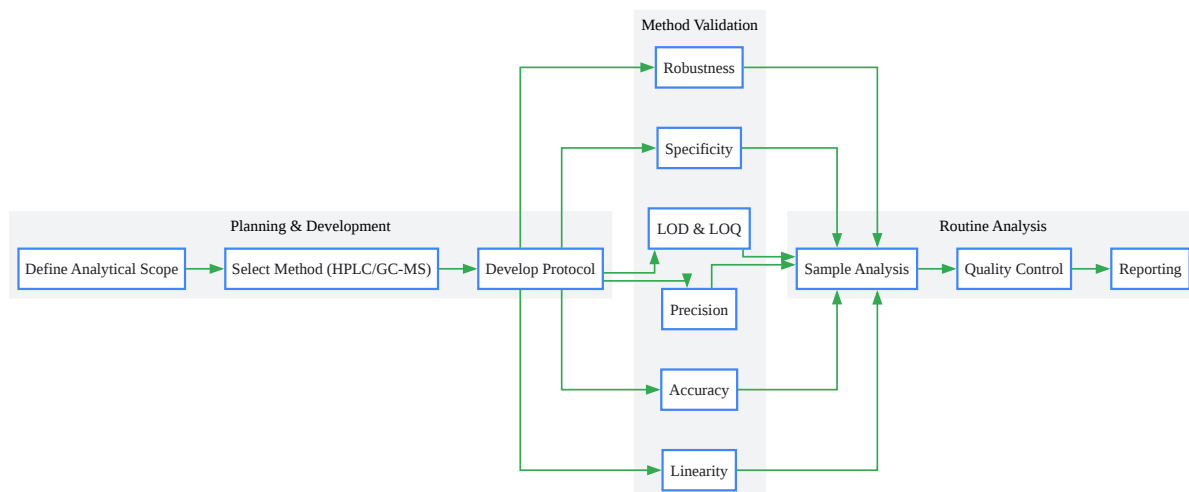 Method Validation
Robustness
Specificity
LOD & LOQ
Precision
Accuracy
Linearity
Planning & Development
Define Analytical Scope
Select Method (HPLC/GC-MS)
Develop Protocol
Routine Analysis
Sample Analysis
Quality Control
Reporting